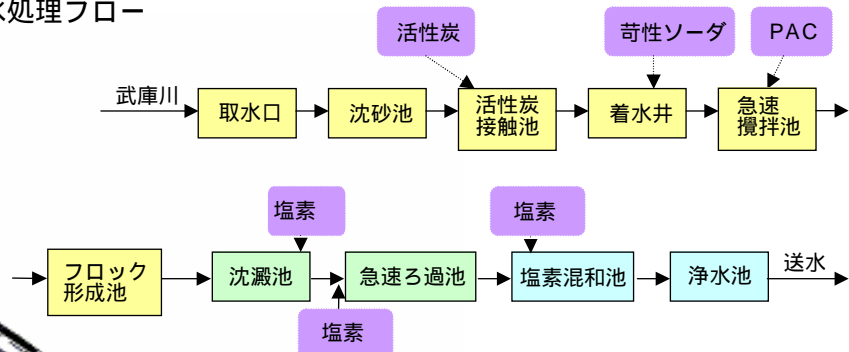 水処理フロー
活性炭
苛性ソーダ
PAC
武庫川
取水口
沈砂池
活性炭
接触池
着水井
急速
攪拌池
塩素
塩素
フロック
形成池
沈澱池
急速ろ過池
塩素混和池
浄水池
送水
塩素